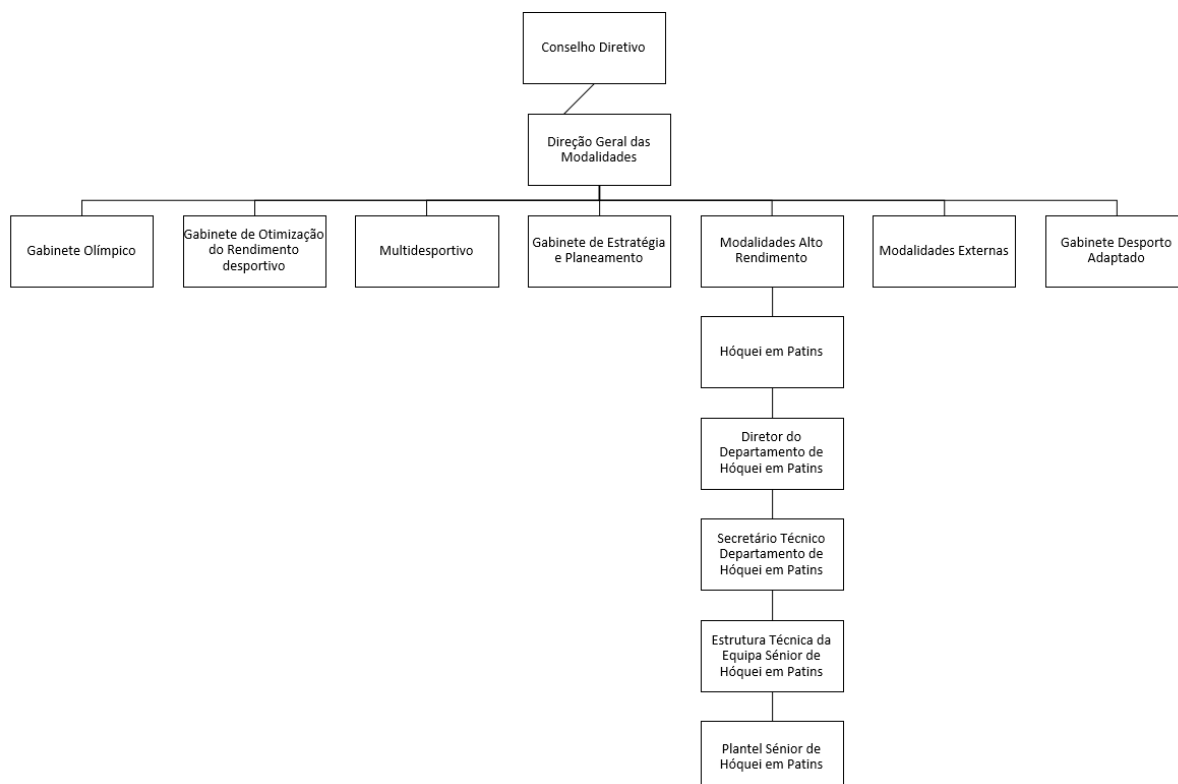 Conselho Diretivo
Direção Geral das
Modalidades
Gabinete Olímpico
Gabinete de Otimização
do Rendimento
desportivo
Multidesportivo
Gabinete de Estratégia
e Planeamento
Modalidades Alto
Rendimento
Modalidades Externas
Gabinete Desporto
Adaptado
Hóquei em Patins
Diretor do
Departamento de
Hóquei em Patins
Secretário Técnico
Departamento de
Hóquei em Patins
Estrutura Técnica da
Equipa Sénior de
Hóquei em Patins
Plantel Sénior de
Hóquei em Patins